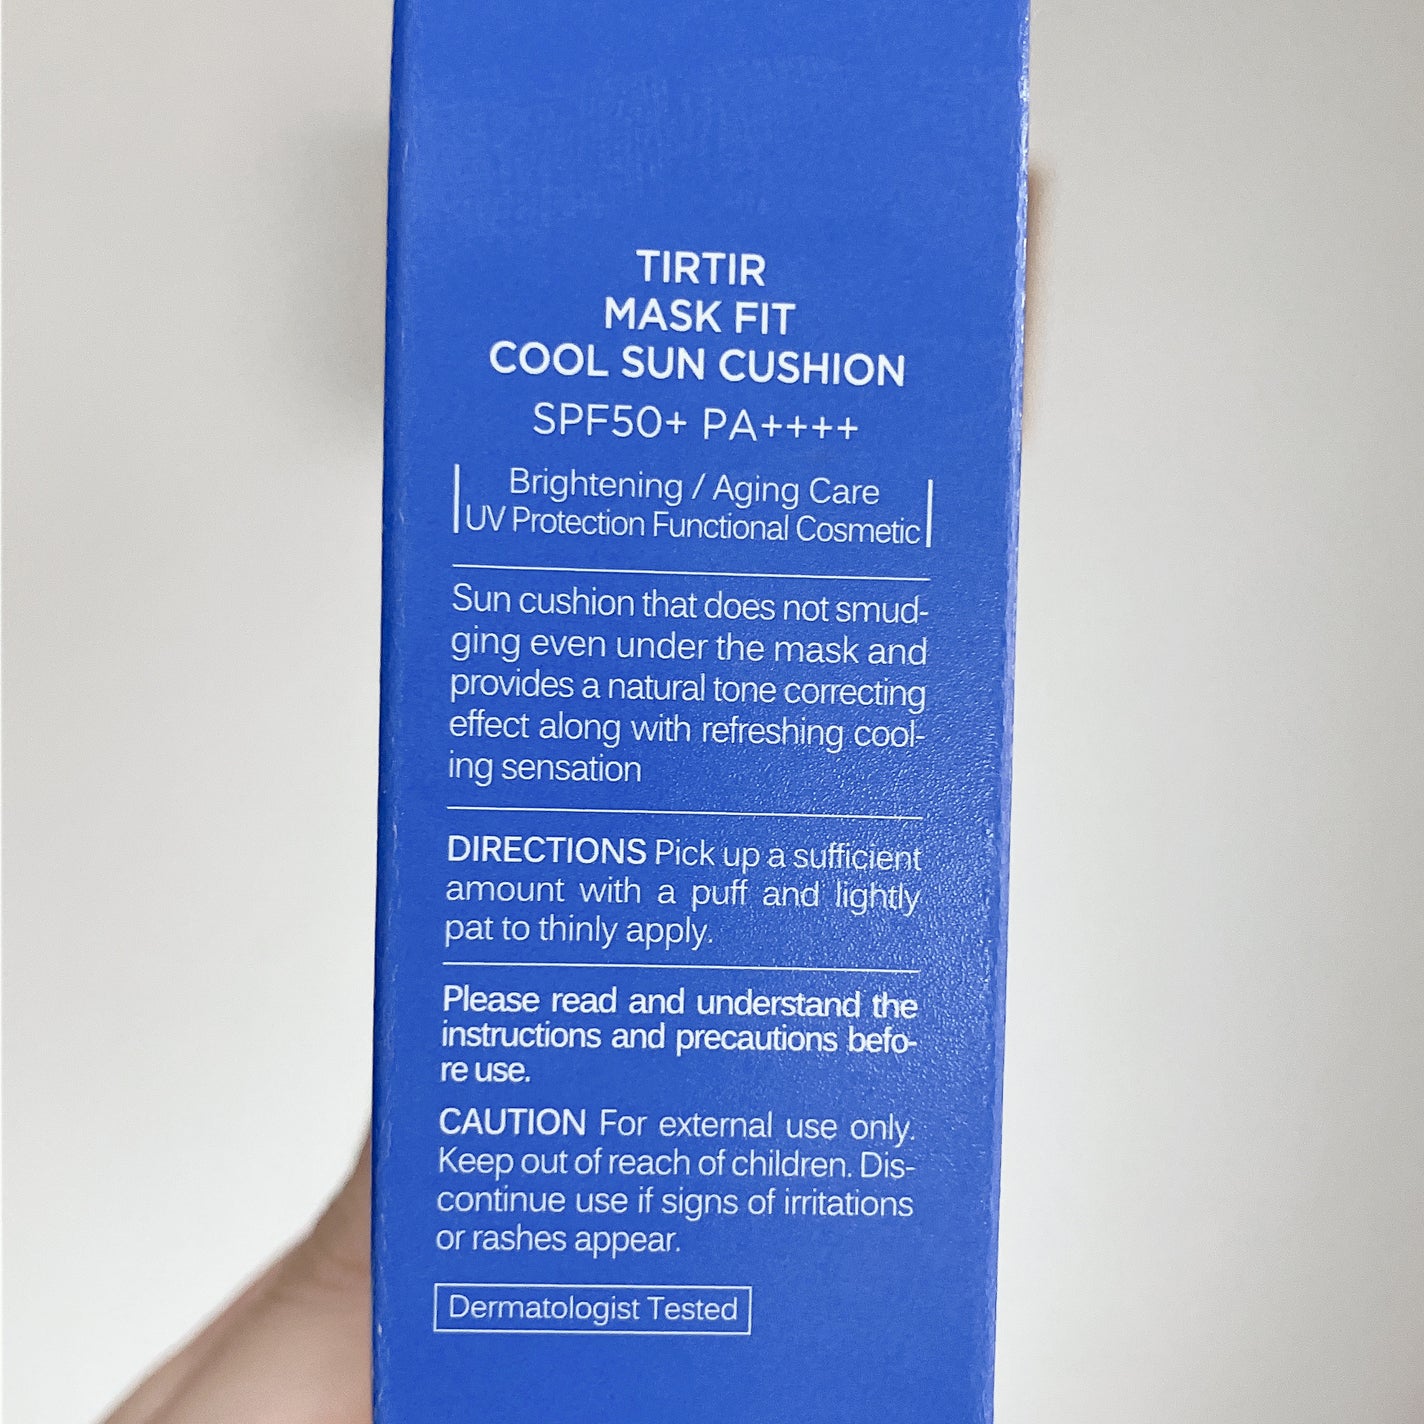 TIRTIR
MASK FIT
COOL SUN CUSHION
SPF50+ PA++++
Brightening / Aging Care
UV Protection Functional Cosmetic
Sun cushion that does not smud-
ging even under the mask and
provides a natural tone correcting
effect along with refreshing cool-
ing sensation
DIRECTIONS Pick up a sufficient
amount with a puff and lightly
pat to thinly apply.
Please read and understand the
instructions and precautions befo-
re use.
CAUTION For external use only.
Keep out of reach of children. Dis-
continue use if signs of irritations
or rashes appear.
Dermatologist Tested